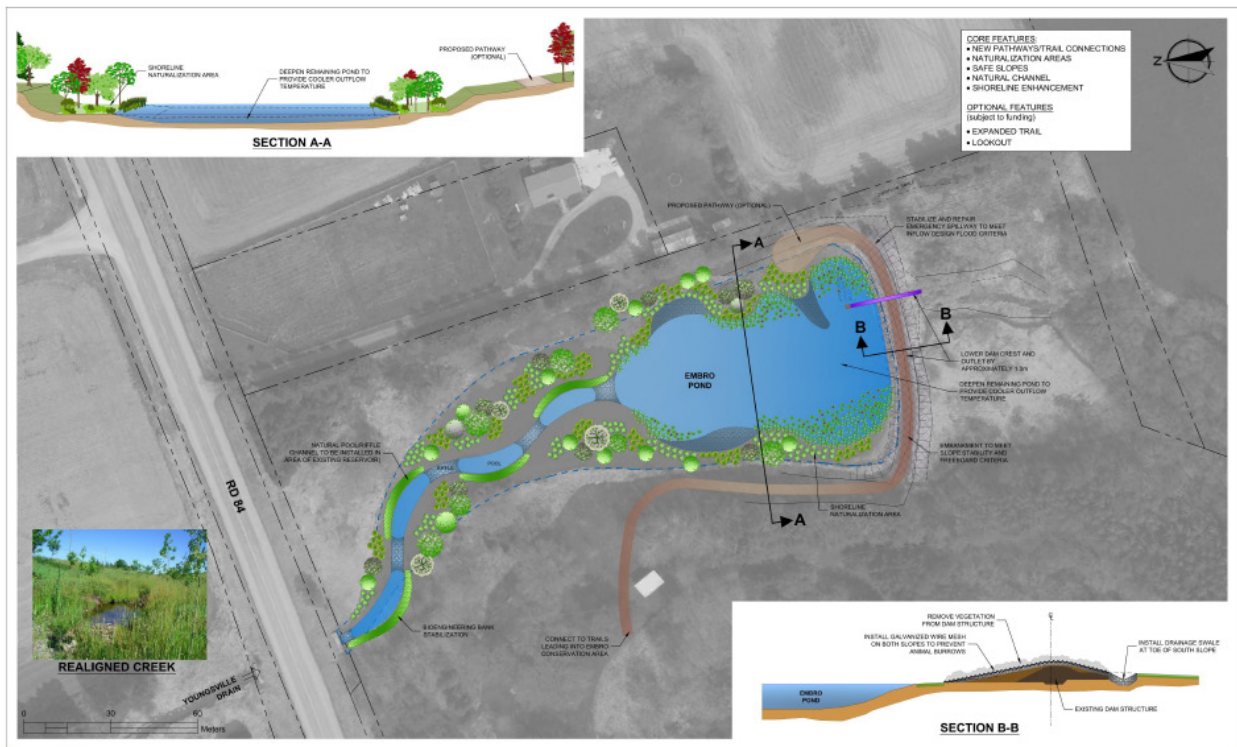 SHORELINE
NATURALIZATION AREA
DEEPEN REMAINING POND TO
PROVIDE COOLER OUTFLOW
TEMPERATURE
PROPOSED PATHWAY
(OPTIONAL)
SECTION A-A
CORE FEATURES:
• NEW PATHWAYS/TRAIL CONNECTIONS
• NATURALIZATION AREAS
• SAFE SLOPES
• NATURAL CHANNEL
• SHORELINE ENHANCEMENT
OPTIONAL FEATURES
(subject to funding)
• EXPANDED TRAIL
• LOOKOUT
Z
PROPOSED PATHWAY (OPTIONAL)
STABILIZE AND REPAIR
EMERGENCY SPILLWAY TO MEET
INFLOW DESIGN FLOOD CRITERIA
A
B
B
LOWER DAM CREST AND
OUTLET BY
APPROXIMATELY 1.0m
EMBRO
POND
DEEPEN REMAINING POND TO
PROVIDE COOLER OUTFLOW
TEMPERATURE
NATURAL POOL/RIFFLE
CHANNEL TO BE INSTALLED IN
AREA OF EXISTING RESERVOIR
RIFFLE
POOL
EMBANKMENT TO MEET
SLOPE STABILITY AND
FREEBOARD CRITERIA
SHORELINE
NATURALIZATION AREA
A
RD 84
BIOENGINEERING BANK
STABILIZATION
CONNECT TO TRAILS
LEADING INTO EMBRO
CONSERVATION AREA
REALIGNED CREEK
YOUNGSVILLE
DRAIN
0 30 60
Meters
REMOVE VEGETATION
FROM DAM STRUCTURE
INSTALL GALVANIZED WIRE MESH
ON BOTH SLOPES TO PREVENT
ANIMAL BURROWS
INSTALL DRAINAGE SWALE
AT TOE OF SOUTH SLOPE
EMBRO
POND
EXISTING DAM STRUCTURE
SECTION B-B